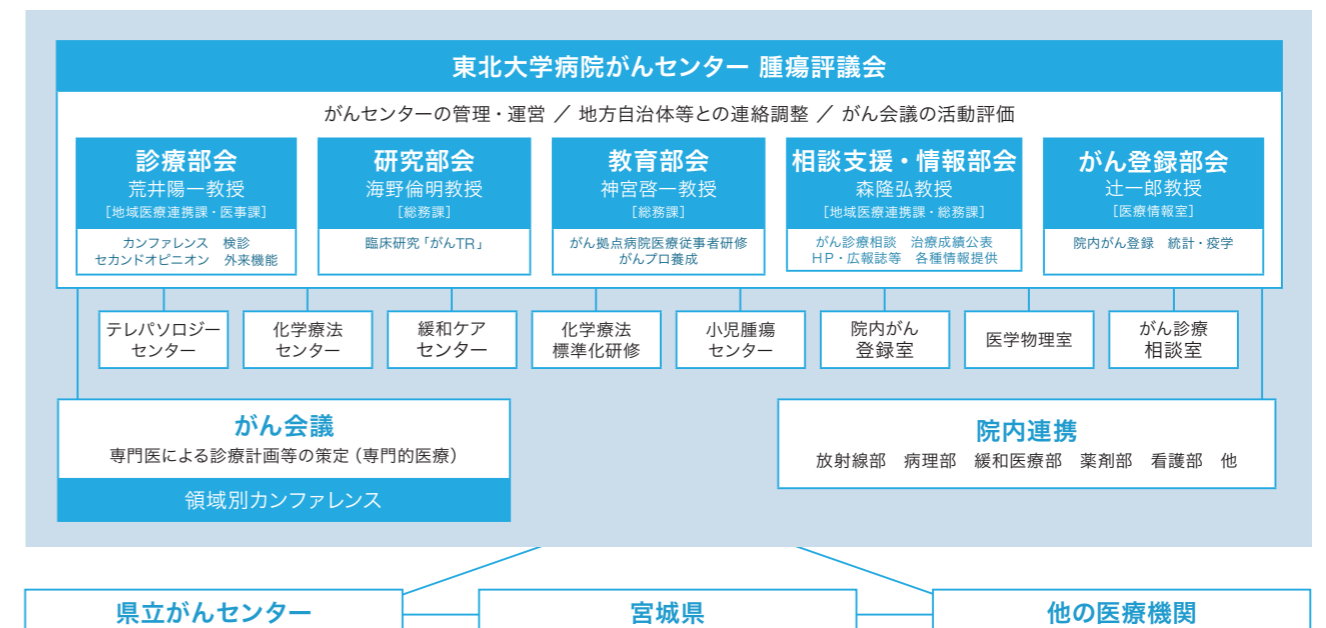 東北大学病院がんセンター 腫瘍評議会
がんセンターの管理・運営 ／ 地方自治体等との連絡調整 ／ がん会議の活動評価
診療部会
荒井陽一教授
［地域医療連携課・医事課］
カンファレンス　検診
セカンドオピニオン　外来機能
研究部会
海野倫明教授
［総務課］
臨床研究「がんTR」
教育部会
神宮啓一教授
［総務課］
がん拠点病院医療従事者研修
がんプロ養成
相談支援・情報部会
森隆弘教授
［地域医療連携課・総務課］
がん診療相談　治療成績公表
ＨＰ・広報誌等　各種情報提供
がん登録部会
辻一郎教授
［医療情報室］
院内がん登録　統計・疫学
テレパソロジー
センター
化学療法
センター
緩和ケア
センター
化学療法
標準化研修
小児腫瘍
センター
院内がん
登録室
医学物理室
がん診療
相談室
がん会議
専門医による診療計画等の策定（専門的医療）
領域別カンファレンス
院内連携
放射線部　病理部　緩和医療部　薬剤部　看護部　他
県立がんセンター
宮城県
他の医療機関